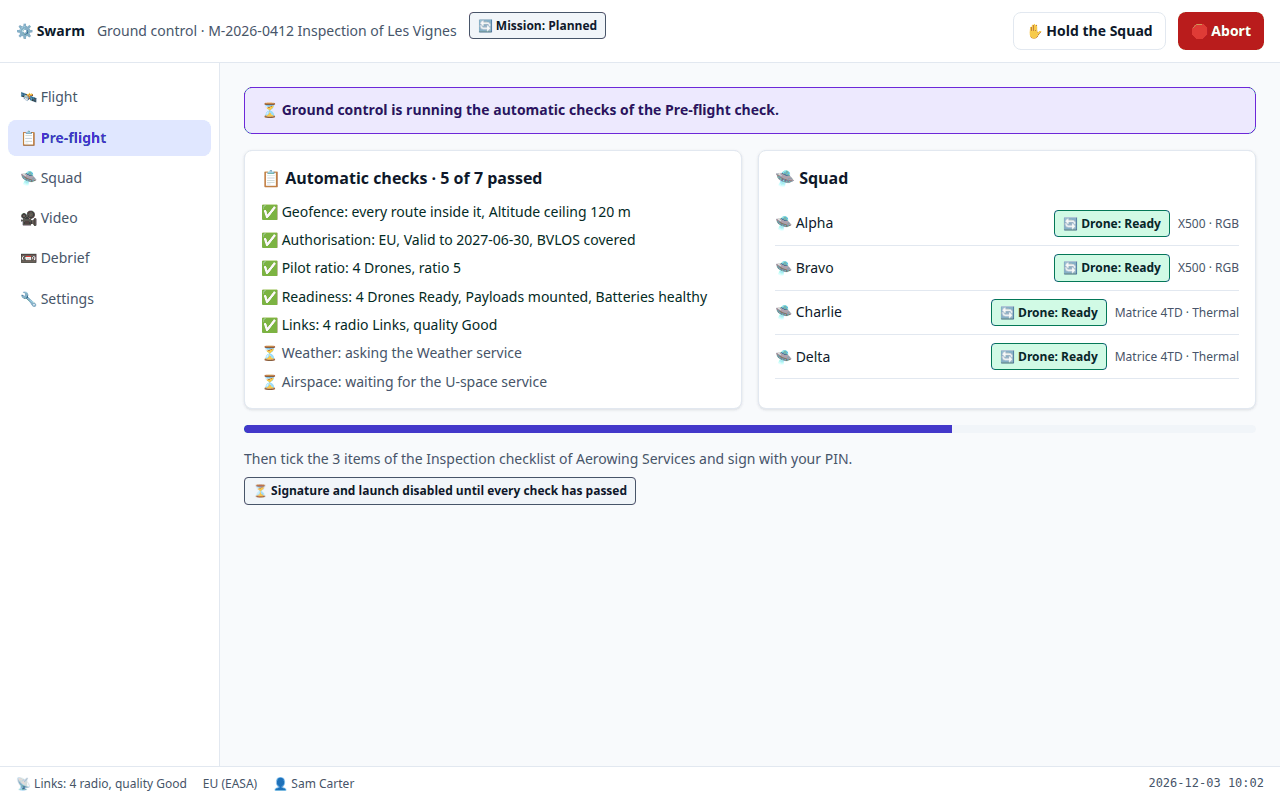 ⚙️ Swarm Ground control · M-2026-0412 Inspection of Les Vignes 🔄 Mission: Planned ✋ Hold the Squad 🛑 Abort
🛰️ Flight
📋 Pre-flight
🛸 Squad
🎥 Video
📼 Debrief
🔧 Settings
⏳ Ground control is running the automatic checks of the Pre-flight check.
📋 Automatic checks · 5 of 7 passed
✅ Geofence: every route inside it, Altitude ceiling 120 m
✅ Authorisation: EU, Valid to 2027-06-30, BVLOS covered
✅ Pilot ratio: 4 Drones, ratio 5
✅ Readiness: 4 Drones Ready, Payloads mounted, Batteries healthy
✅ Links: 4 radio Links, quality Good
⏳ Weather: asking the Weather service
⏳ Airspace: waiting for the U-space service
🛸 Squad
🛸 Alpha 🔄 Drone: Ready X500 · RGB
🛸 Bravo 🔄 Drone: Ready X500 · RGB
🛸 Charlie 🔄 Drone: Ready Matrice 4TD · Thermal
🛸 Delta 🔄 Drone: Ready Matrice 4TD · Thermal
Then tick the 3 items of the Inspection checklist of Aerowing Services and sign with your PIN.
⏳ Signature and launch disabled until every check has passed
📡 Links: 4 radio, quality Good EU (EASA) 👤 Sam Carter 2026-12-03 10:02